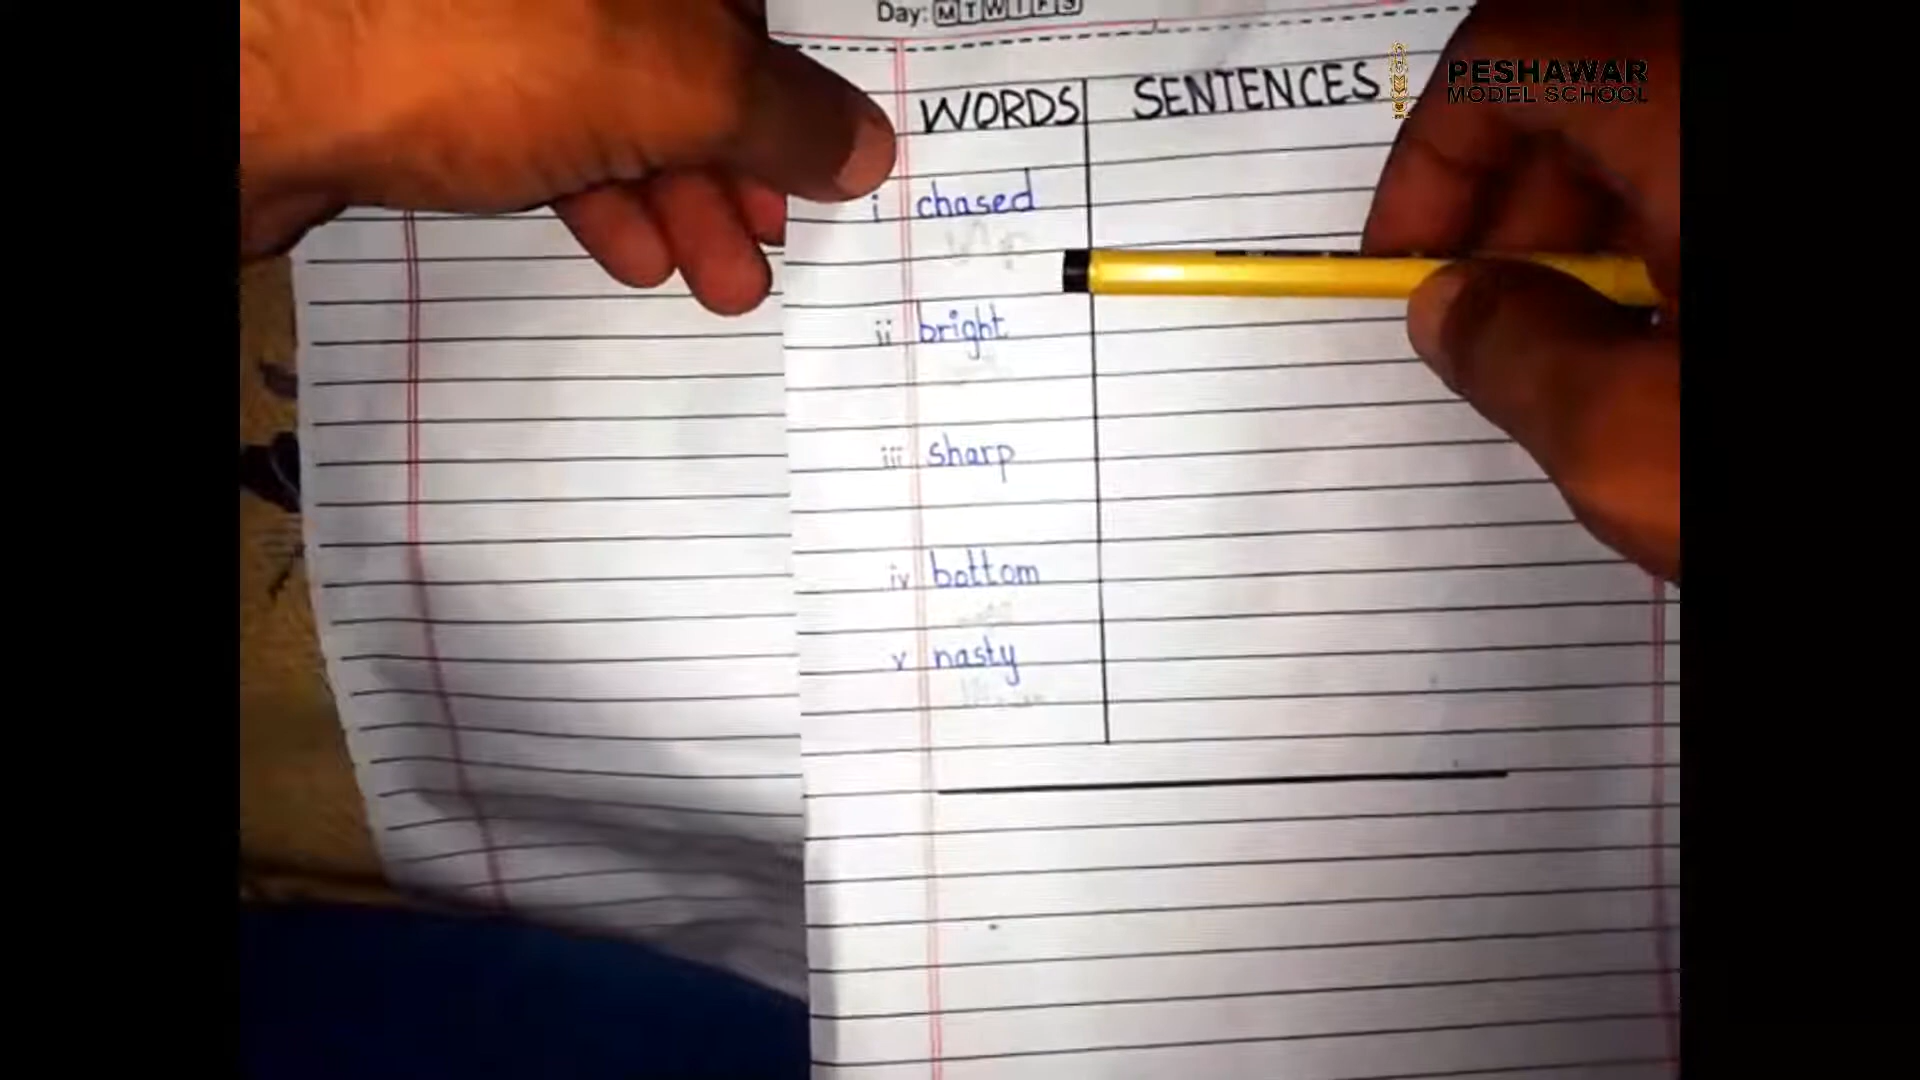 Day: M T W T F S
WORDS SENTENCES
PESHAWAR
MODEL SCHOOL
i chased
ii bright
iii sharp
iv bottom
v nasty